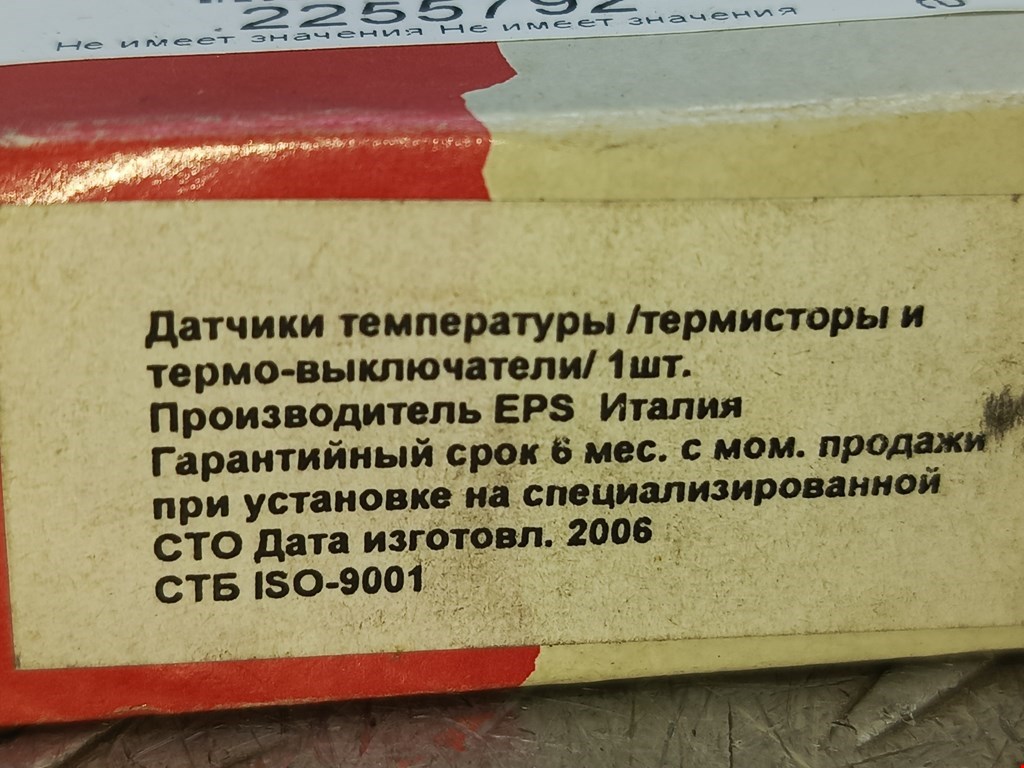 2255792
Не имеет значения Не имеет значения
Датчики температуры /термисторы и
термо-выключатели/ 1шт.
Производитель EPS Италия
Гарантийный срок 6 мес. с мом. продажи
при установке на специализированной
СТО Дата изготовл. 2006
СТБ ISO-9001